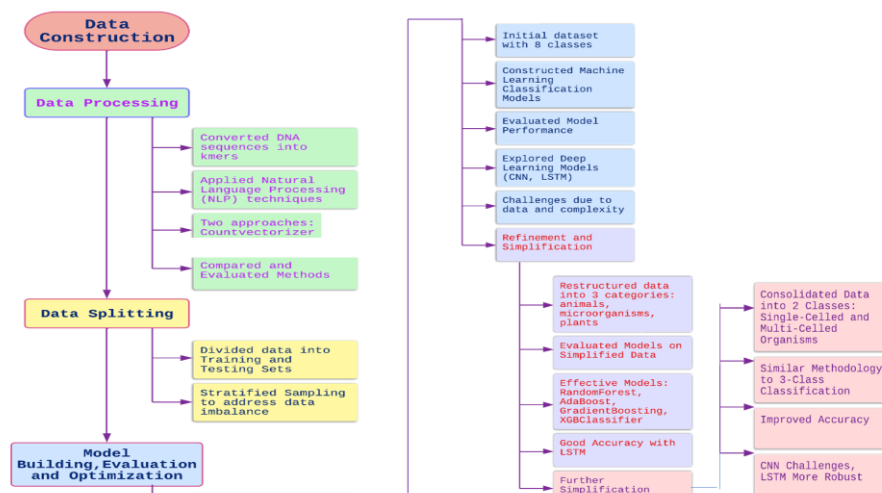 Data
Construction
Data Processing
Converted DNA
sequences into
kmers
Applied Natural
Language Processing
(NLP) techniques
Two approaches:
Countvectorizer
Compared and
Evaluated Methods
Data Splitting
Divided data into
Training and
Testing Sets
Stratified Sampling
to address data
imbalance
Model
Building,Evaluation
and Optimization
Initial dataset
with 8 classes
Constructed Machine
Learning
Classification
Models
Evaluated Model
Performance
Explored Deep
Learning Models
(CNN, LSTM)
Challenges due to
data and complexity
Refinement and
Simplification
Restructured data
into 3 categories:
animals,
microorganisms,
plants
Evaluated Models on
Simplified Data
Effective Models:
RandomForest,
AdaBoost,
GradientBoosting,
XGBClassifier
Good Accuracy with
LSTM
Further
Simplification
Consolidated Data
into 2 Classes:
Single-Celled and
Multi-Celled
Organisms
Similar Methodology
to 3-Class
Classification
Improved Accuracy
CNN Challenges,
LSTM More Robust